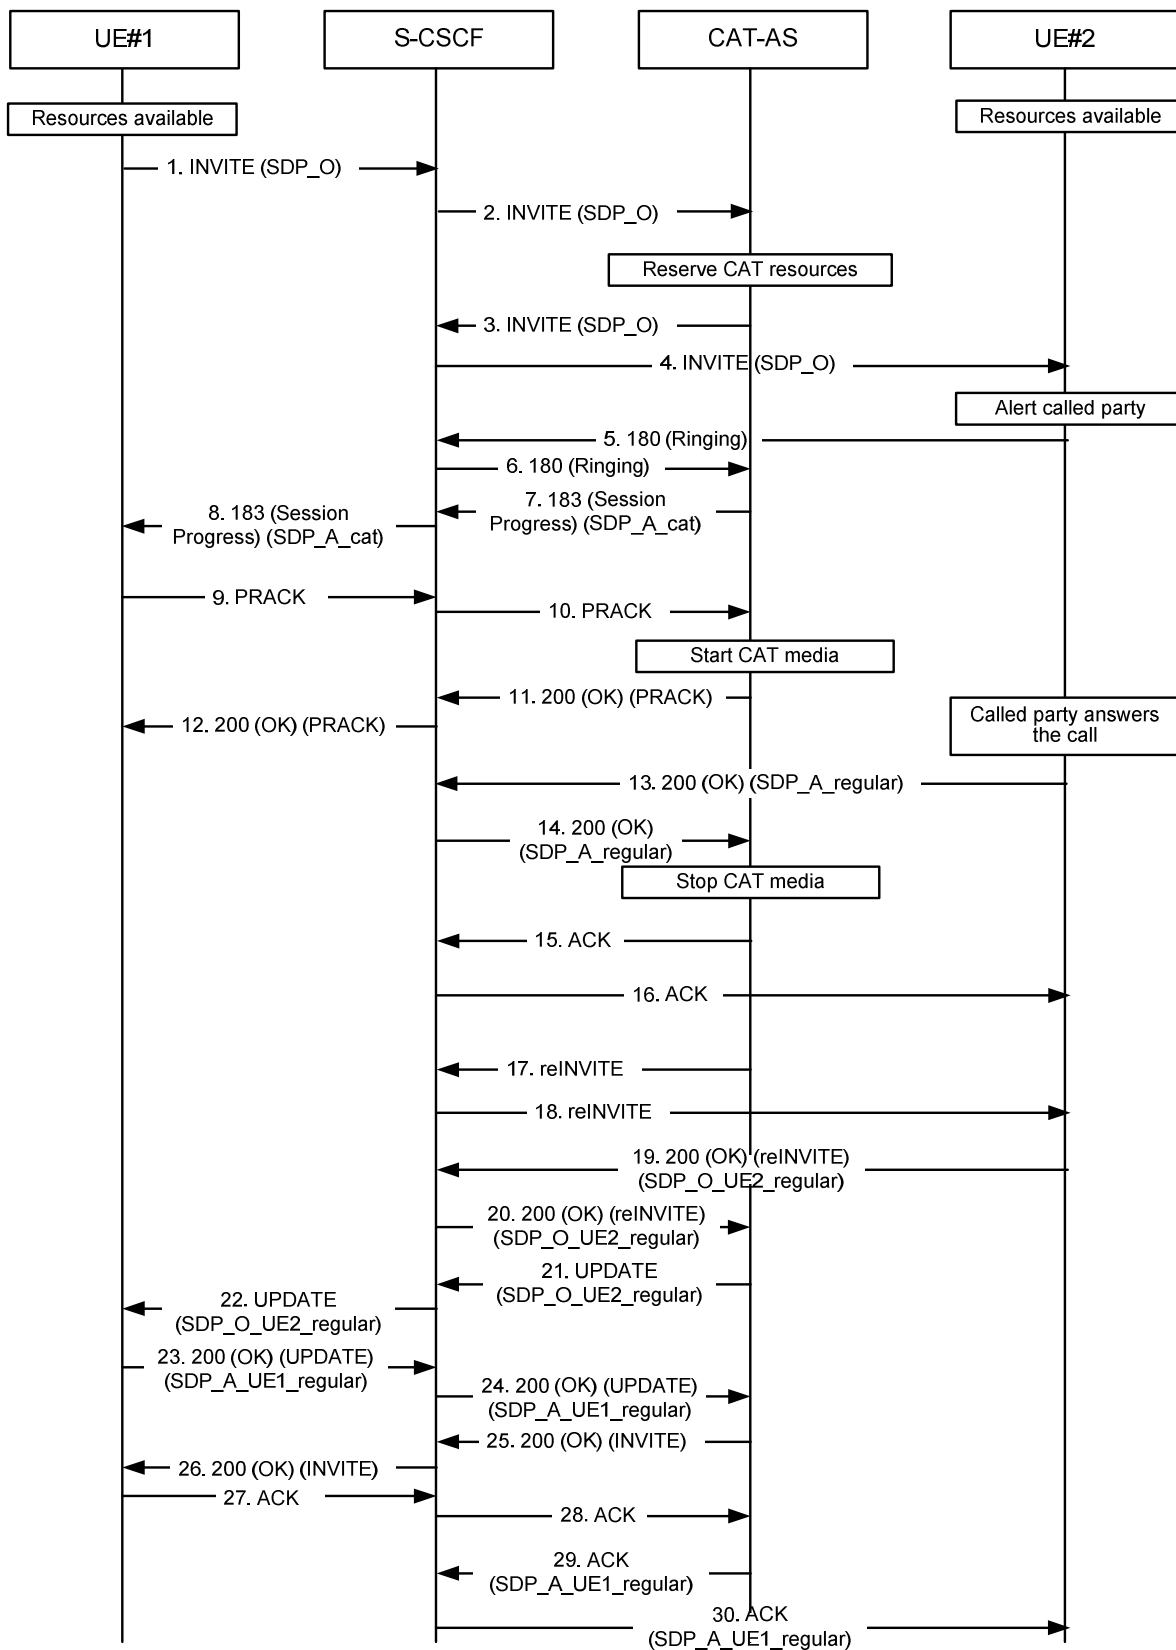 UE#1
S-CSCF
CAT-AS
UE#2
Resources available
Resources available
1. INVITE (SDP_O)
2. INVITE (SDP_O)
Reserve CAT resources
3. INVITE (SDP_O)
4. INVITE (SDP_O)
Alert called party
5. 180 (Ringing)
6. 180 (Ringing)
7. 183 (Session
Progress) (SDP_A_cat)
8. 183 (Session
Progress) (SDP_A_cat)
9. PRACK
10. PRACK
Start CAT media
11. 200 (OK) (PRACK)
12. 200 (OK) (PRACK)
Called party answers
the call
13. 200 (OK) (SDP_A_regular)
14. 200 (OK)
(SDP_A_regular)
Stop CAT media
15. ACK
16. ACK
17. reINVITE
18. reINVITE
19. 200 (OK) (reINVITE)
(SDP_O_UE2_regular)
20. 200 (OK) (reINVITE)
(SDP_O_UE2_regular)
21. UPDATE
(SDP_O_UE2_regular)
22. UPDATE
(SDP_O_UE2_regular)
23. 200 (OK) (UPDATE)
(SDP_A_UE1_regular)
24. 200 (OK) (UPDATE)
(SDP_A_UE1_regular)
25. 200 (OK) (INVITE)
26. 200 (OK) (INVITE)
27. ACK
28. ACK
29. ACK
(SDP_A_UE1_regular)
30. ACK
(SDP_A_UE1_regular)